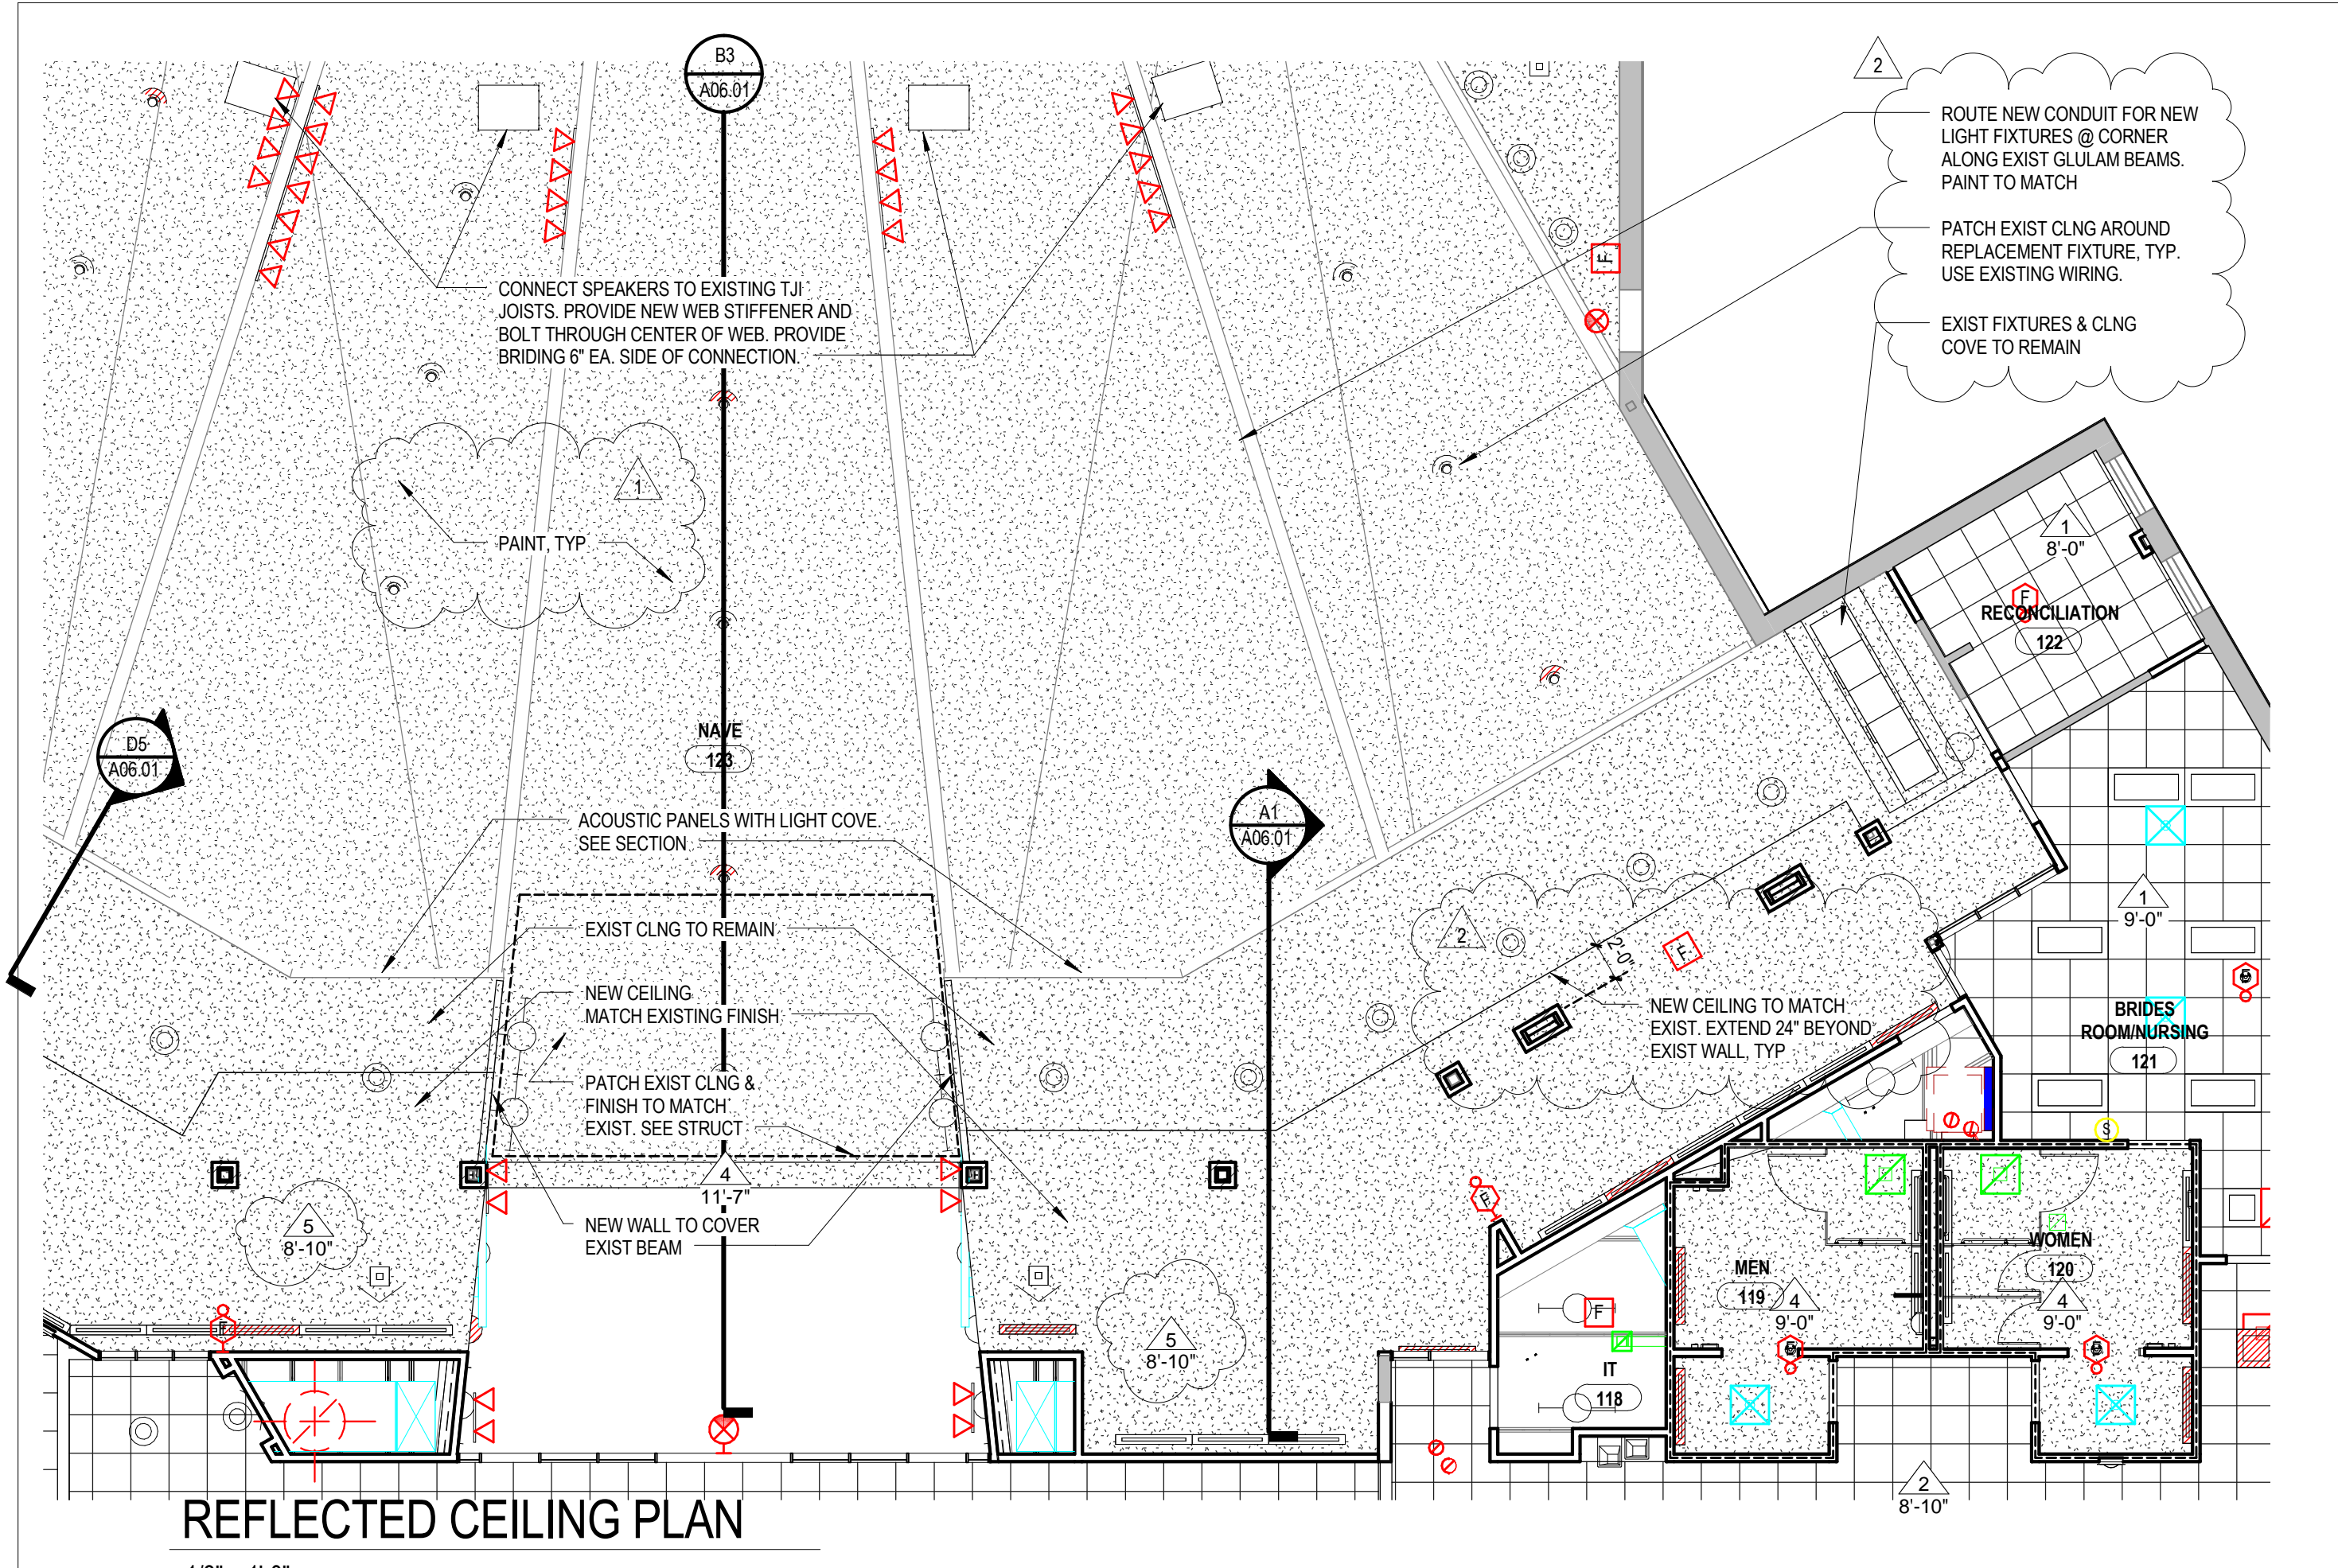 B3
A06.01
2
ROUTE NEW CONDUIT FOR NEW
LIGHT FIXTURES @ CORNER
ALONG EXIST GLULAM BEAMS.
PAINT TO MATCH
PATCH EXIST CLNG AROUND
REPLACEMENT FIXTURE, TYP.
USE EXISTING WIRING.
EXIST FIXTURES & CLNG
COVE TO REMAIN
F
CONNECT SPEAKERS TO EXISTING TJI
JOISTS. PROVIDE NEW WEB STIFFENER AND
BOLT THROUGH CENTER OF WEB. PROVIDE
BRIDING 6" EA. SIDE OF CONNECTION.
1
PAINT, TYP
1
8'-0"
F
RECONCILIATION
122
NAVE
123
D5
A06.01
A1
A06.01
ACOUSTIC PANELS WITH LIGHT COVE.
SEE SECTION
EXIST CLNG TO REMAIN
NEW CEILING
MATCH EXISTING FINISH
PATCH EXIST CLNG &
FINISH TO MATCH
EXIST. SEE STRUCT
NEW WALL TO COVER
EXIST BEAM
2
2'-0"
F
NEW CEILING TO MATCH
EXIST. EXTEND 24" BEYOND
EXIST WALL, TYP
1
9'-0"
F
BRIDES
ROOM/NURSING
121
S
4
11'-7"
5
8'-10"
F
5
8'-10"
F
F
IT
118
MEN
119
4
9'-0"
F
WOMEN
120
4
9'-0"
F
2
8'-10"
REFLECTED CEILING PLAN